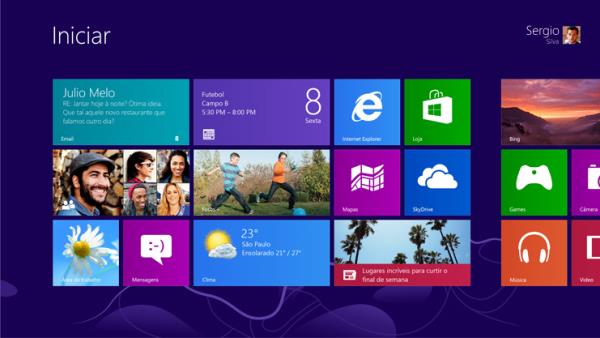 Iniciar
Sergio
Silva
Julio Melo
RE: Jantar hoje à noite? Ótima ideia.
Que tal aquele novo restaurante que
falamos outro dia?
Email
8
Futebol
Campo B
5:30 PM – 8:00 PM
8
Sexta
Internet Explorer
Loja
Bing
Fotos
Mapas
SkyDrive
Games
Câmera
Área de trabalho
Mensagens
23°
São Paulo
Ensolarado 21° / 27°
Clima
Lugares incríveis para curtir o
final de semana
Música
Vídeo